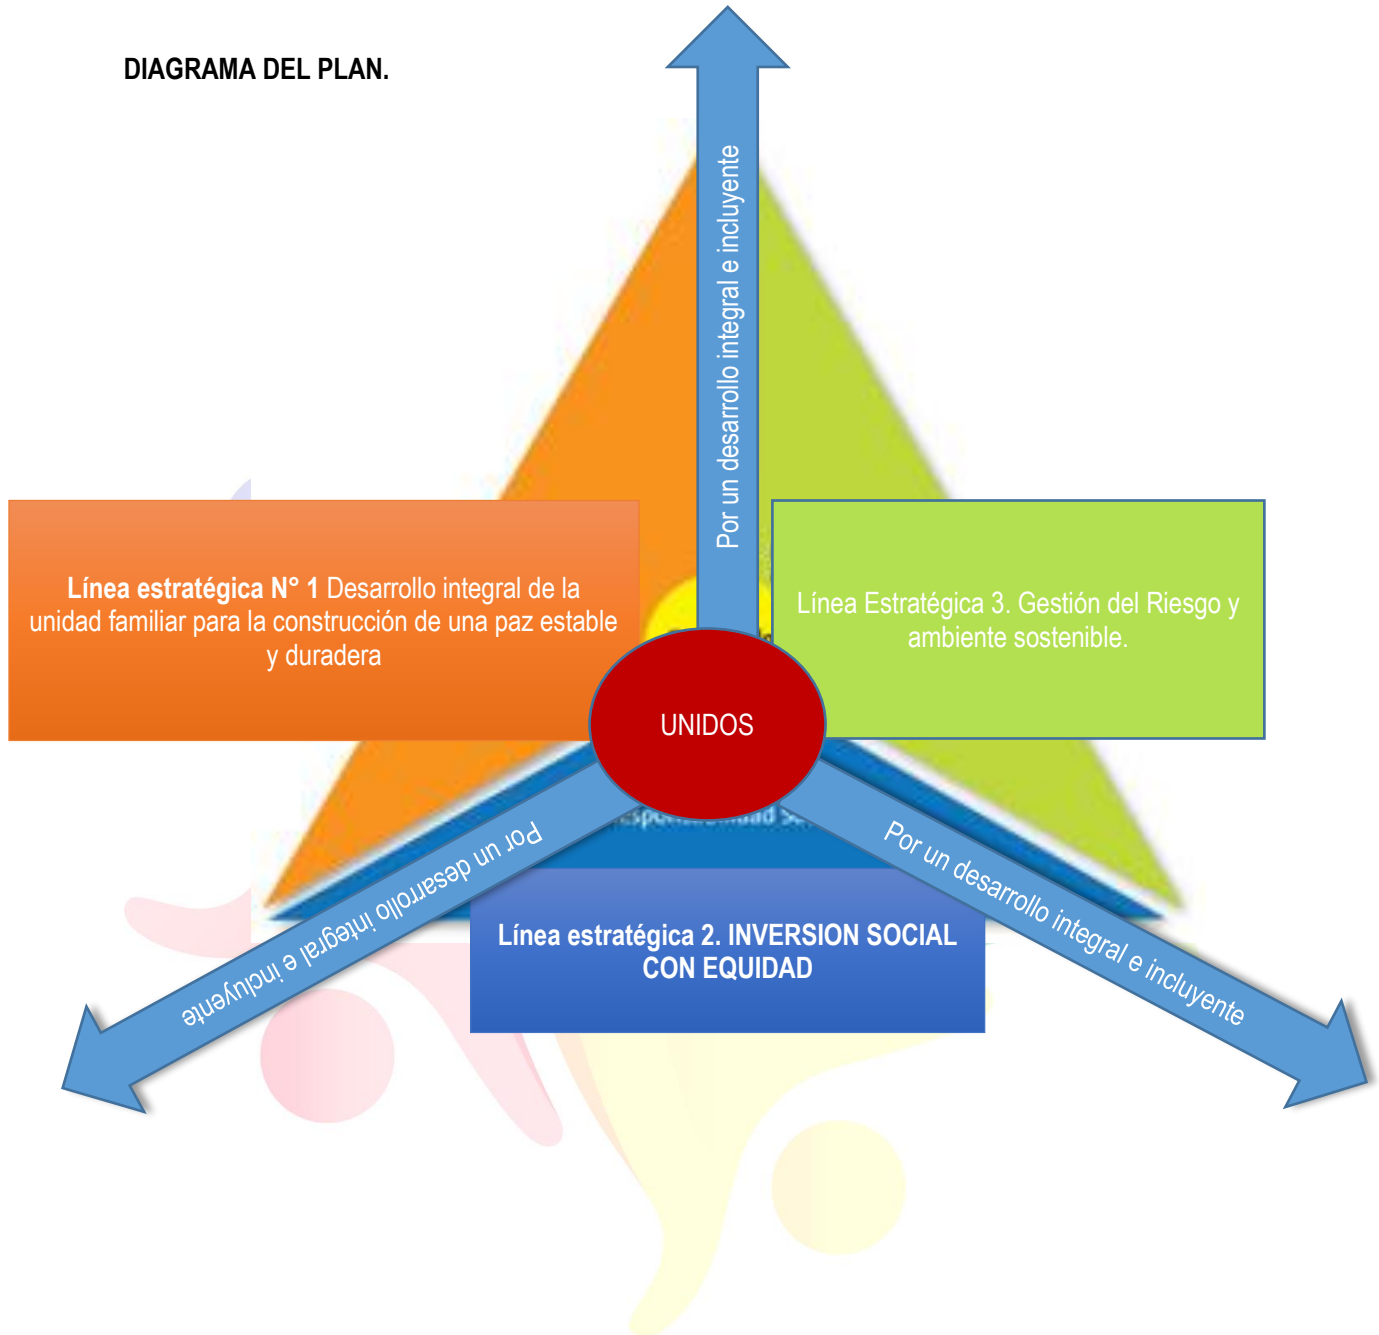 DIAGRAMA DEL PLAN.
Por un desarrollo integral e incluyente
Línea estratégica N° 1 Desarrollo integral de la
unidad familiar para la construcción de una paz estable
y duradera
Línea Estratégica 3. Gestión del Riesgo y
ambiente sostenible.
UNIDOS
Por un desarrollo integral e incluyente
Por un desarrollo integral e incluyente
Línea estratégica 2. INVERSION SOCIAL
CON EQUIDAD